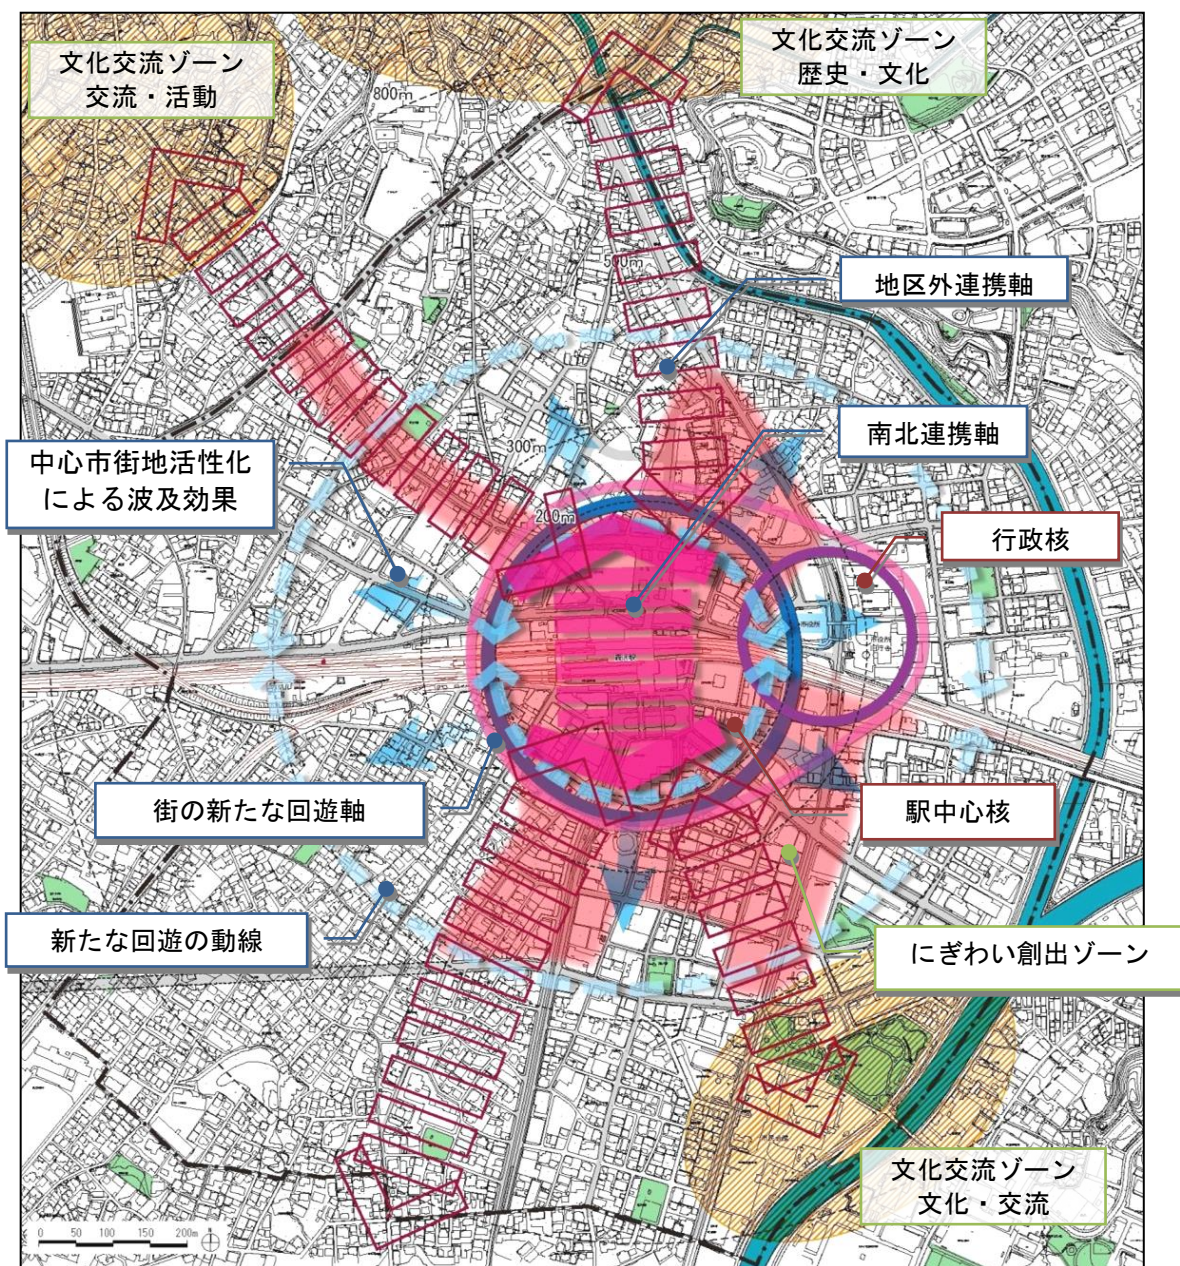 文化交流ゾーン
交流・活動
文化交流ゾーン
歴史・文化
800m
500m
地区外連携軸
南北連携軸
300m
中心市街地活性化
による波及効果
200m
行政核
街の新たな回遊軸
駅中心核
新たな回遊の動線
にぎわい創出ゾーン
文化交流ゾーン
文化・交流
0 50 100 150 200m